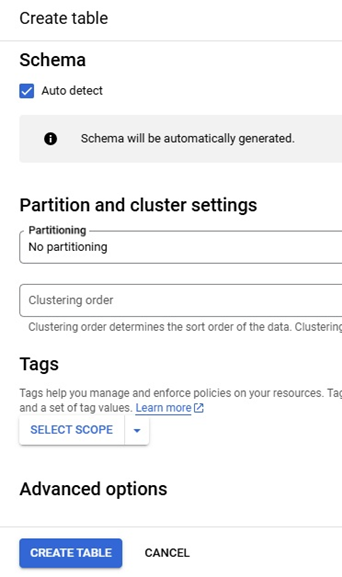 Create table
Schema
Auto detect
Schema will be automatically generated.
Partition and cluster settings
Partitioning
No partitioning
Clustering order
Clustering order determines the sort order of the data. Clustering
Tags
Tags help you manage and enforce policies on your resources. Tag
and a set of tag values. Learn more
SELECT SCOPE
Advanced options
CREATE TABLE CANCEL